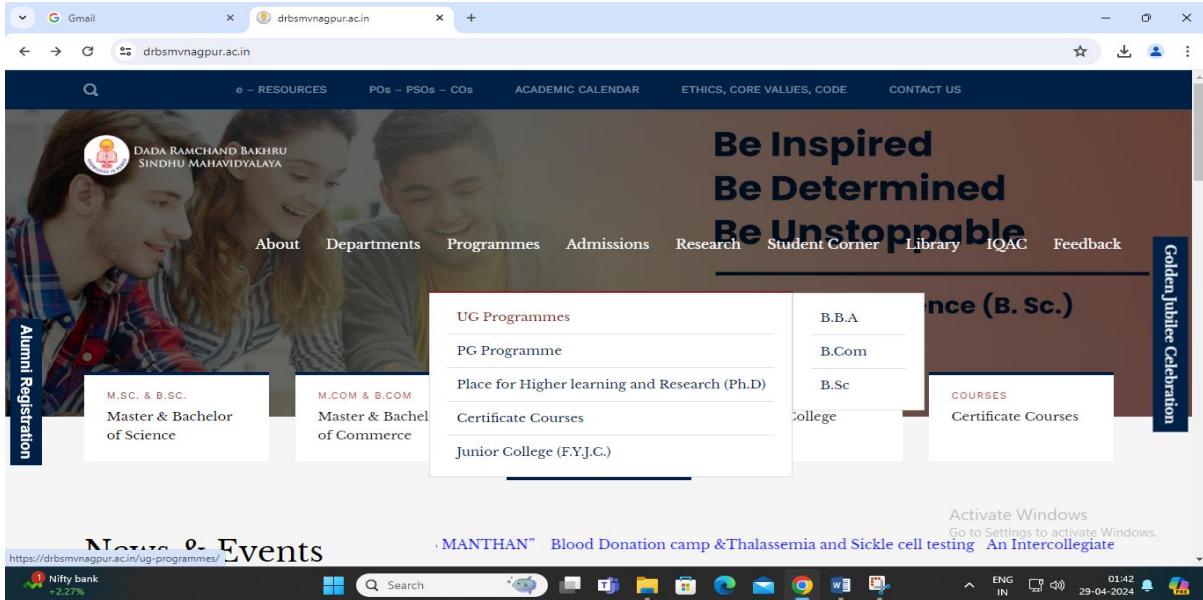 Gmail
drbsmvnagpur.ac.in
drbsmvnagpur.ac.in
e – RESOURCES
POs – PSOs – COs
ACADEMIC CALENDAR
ETHICS, CORE VALUES, CODE
CONTACT US
DADA RAMCHAND BAKHRU
SINDHU MAHAVIDYALAYA
Be Inspired
Be Determined
Be Unstoppable
About Departments Programmes Admissions Research Student Corner Library IQAC Feedback
nce (B. Sc.)
UG Programmes
PG Programme
Place for Higher learning and Research (Ph.D)
Certificate Courses
Junior College (F.Y.J.C.)
B.B.A
B.Com
B.Sc
Alumni Registration
Golden Jubilee Celebration
M.SC. & B.SC.
Master & Bachelor
of Science
M.COM & B.COM
Master & Bachel
of Commerce
College
COURSES
Certificate Courses
News & Events
MANTHAN" Blood Donation camp &Thalassemia and Sickle cell testing An Intercollegiate
Activate Windows
Go to Settings to activate Windows.
https://drbsmvnagpur.ac.in/ug-programmes/
1
Nifty bank
+2.27%
Search
ENG
IN
01:42
29-04-2024